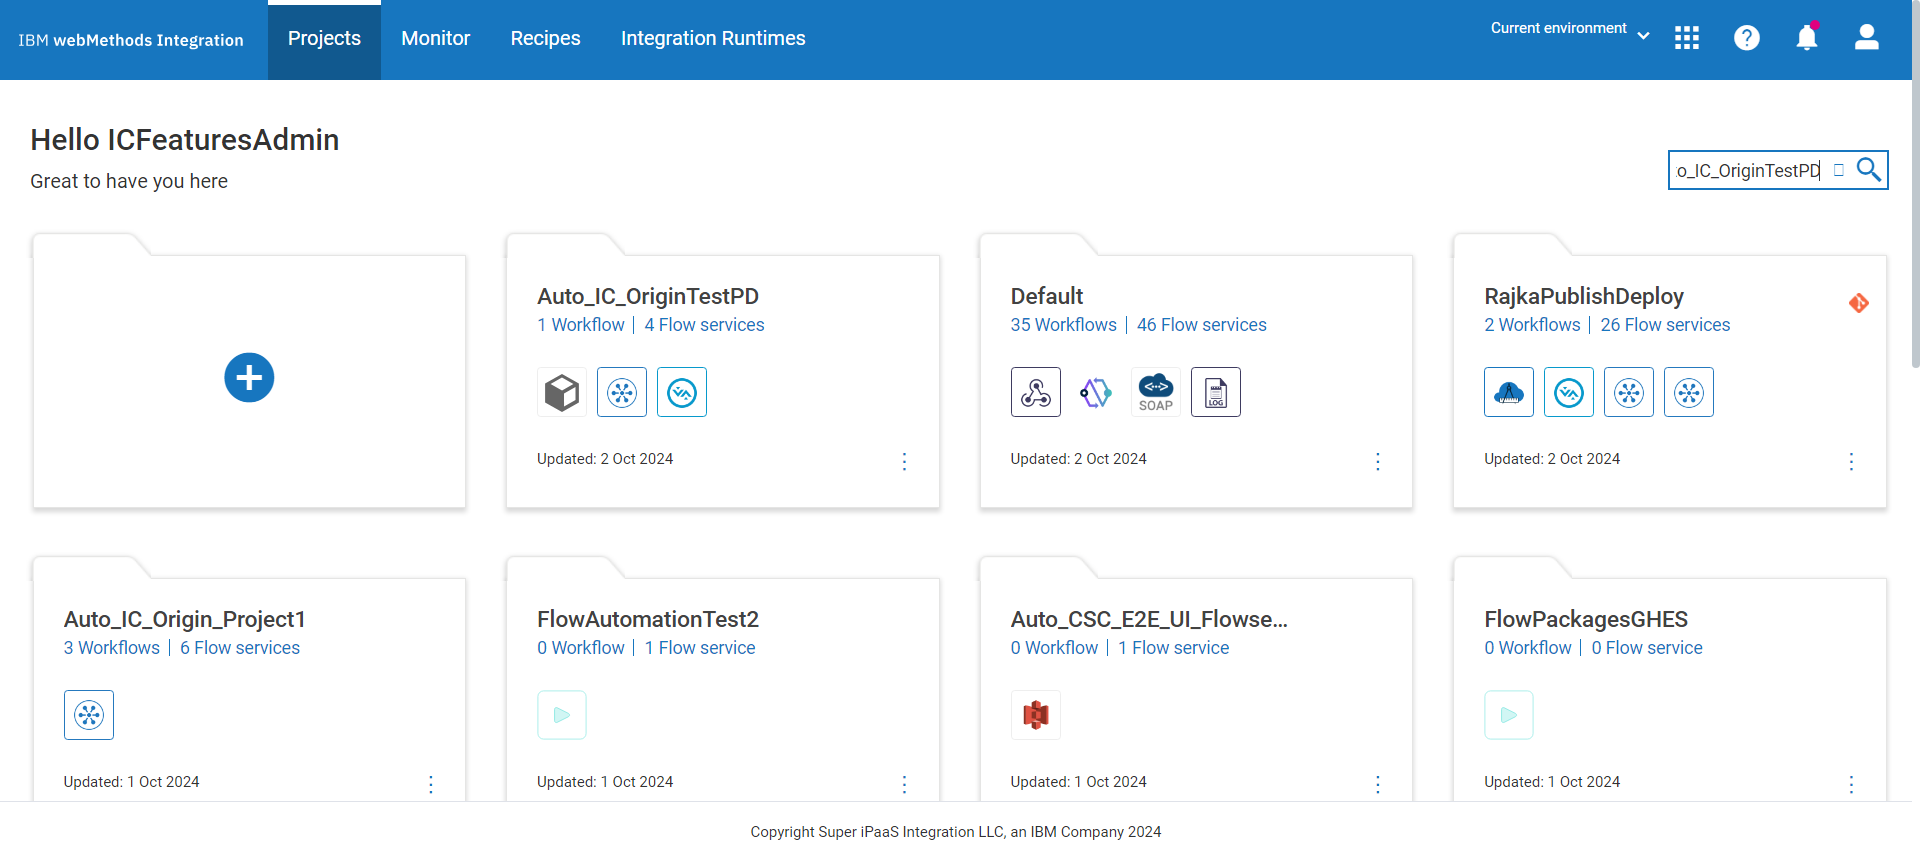 IBM webMethods Integration
Projects
Monitor
Recipes
Integration Runtimes
Current environment
Hello ICFeaturesAdmin
Great to have you here
o_IC_OriginTestPD
Auto_IC_OriginTestPD
1 Workflow | 4 Flow services
Updated: 2 Oct 2024
Default
35 Workflows | 46 Flow services
SOAP
LOG
Updated: 2 Oct 2024
RajkaPublishDeploy
2 Workflows | 26 Flow services
Updated: 2 Oct 2024
Auto_IC_Origin_Project1
3 Workflows | 6 Flow services
Updated: 1 Oct 2024
FlowAutomationTest2
0 Workflow | 1 Flow service
Updated: 1 Oct 2024
Auto_CSC_E2E_UI_Flowse...
0 Workflow | 1 Flow service
Updated: 1 Oct 2024
FlowPackagesGHES
0 Workflow | 0 Flow service
Updated: 1 Oct 2024
Copyright Super iPaaS Integration LLC, an IBM Company 2024